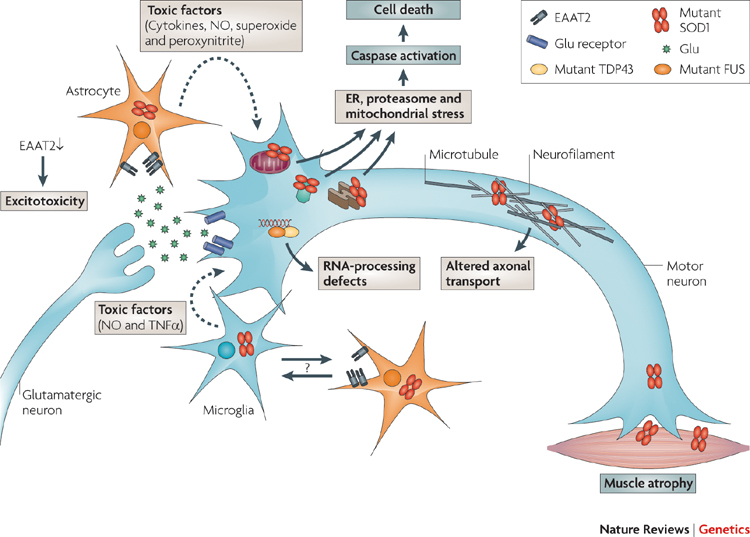 Toxic factors
(Cytokines, NO, superoxide
and peroxynitrite)
Cell death
Caspase activation
ER, proteasome and
mitochondrial stress
EAAT2
Glu receptor
Mutant TDP43
Mutant
SOD1
Glu
Mutant FUS
Astrocyte
EAAT2↓
Excitotoxicity
Microtubule
Neurofilament
RNA-processing
defects
Altered axonal
transport
Motor
neuron
Toxic factors
(NO and TNFα)
?
Glutamatergic
neuron
Microglia
Muscle atrophy
Nature Reviews | Genetics